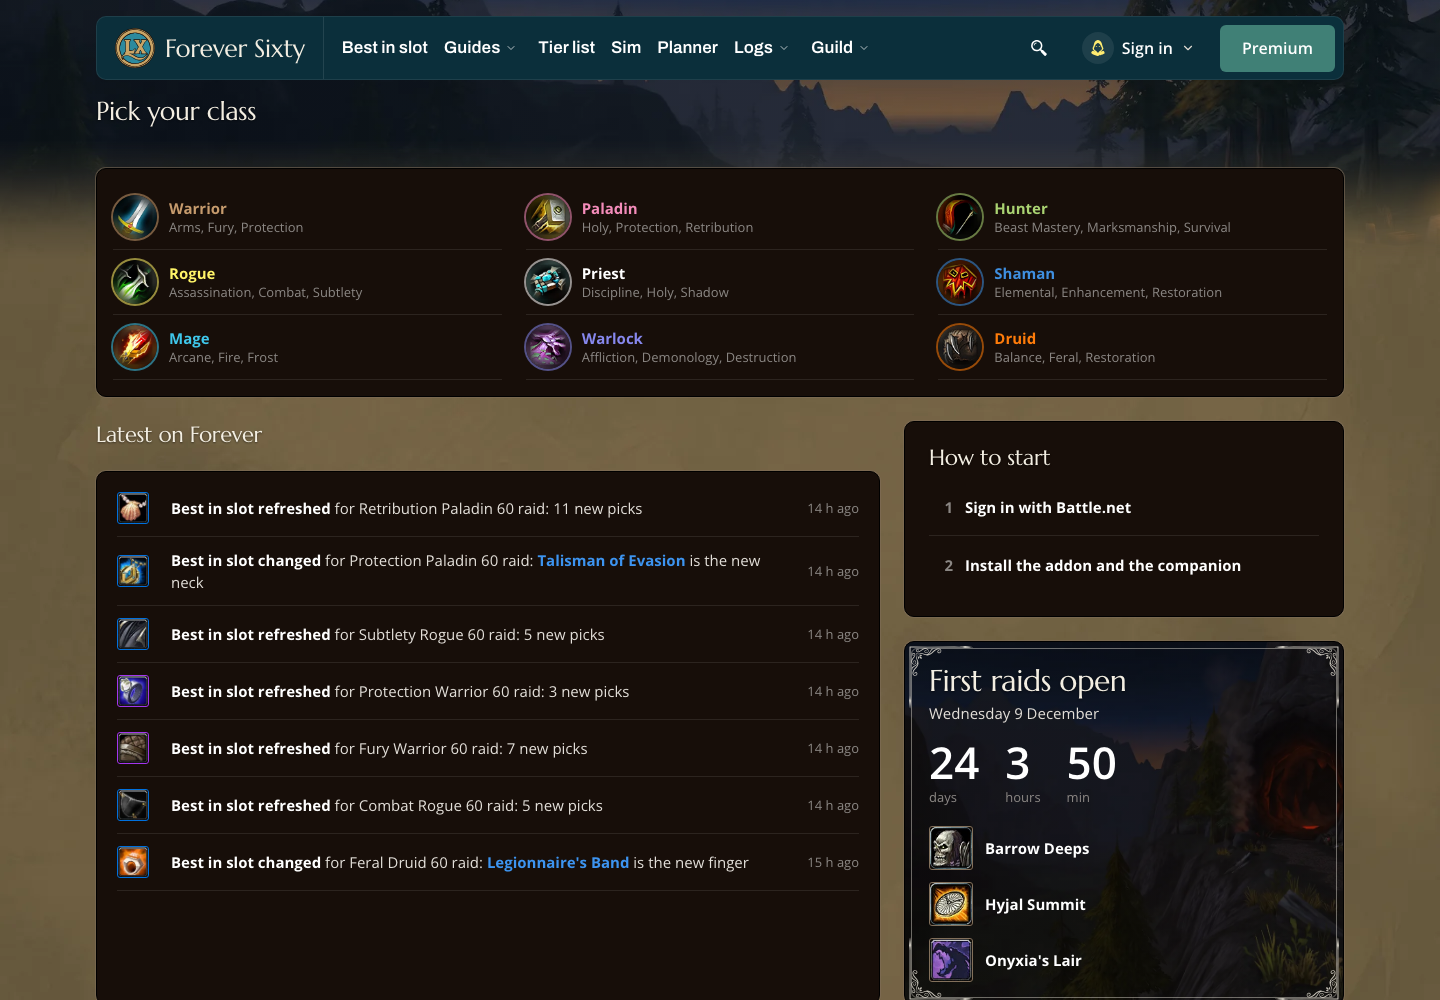 LX Forever Sixty Best in slot Guides Tier list Sim Planner Logs Guild Sign in Premium
Pick your class
Warrior Paladin Hunter
Arms, Fury, Protection Holy, Protection, Retribution Beast Mastery, Marksmanship, Survival
Rogue Priest Shaman
Assassination, Combat, Subtlety Discipline, Holy, Shadow Elemental, Enhancement, Restoration
Mage Warlock Druid
Arcane, Fire, Frost Affliction, Demonology, Destruction Balance, Feral, Restoration
Latest on Forever
Best in slot refreshed for Retribution Paladin 60 raid: 11 new picks 14 h ago
Best in slot changed for Protection Paladin 60 raid: Talisman of Evasion is the new
neck 14 h ago
Best in slot refreshed for Subtlety Rogue 60 raid: 5 new picks 14 h ago
Best in slot refreshed for Protection Warrior 60 raid: 3 new picks 14 h ago
Best in slot refreshed for Fury Warrior 60 raid: 7 new picks 14 h ago
Best in slot refreshed for Combat Rogue 60 raid: 5 new picks 14 h ago
Best in slot changed for Feral Druid 60 raid: Legionnaire's Band is the new finger 15 h ago
How to start
1 Sign in with Battle.net
2 Install the addon and the companion
First raids open
Wednesday 9 December
24 3 50
days hours min
Barrow Deeps
Hyjal Summit
Onyxia's Lair